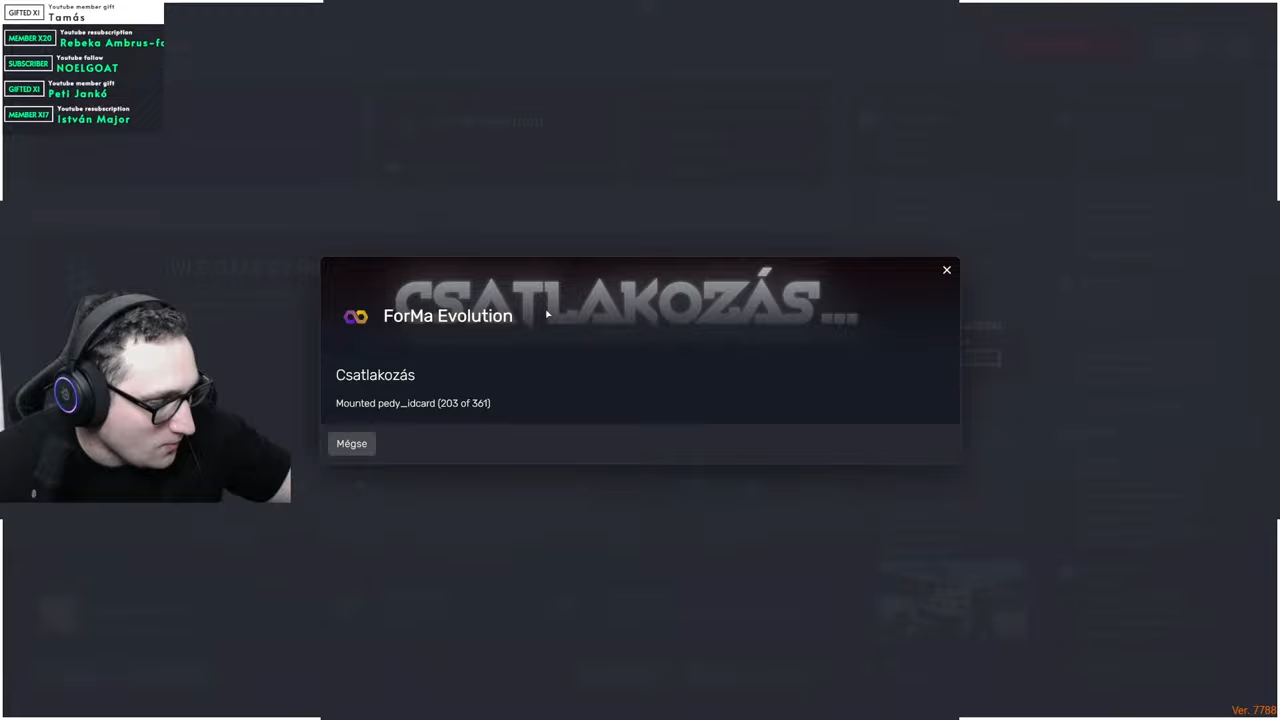 GIFTED X1
Youtube member gift
Tamás
MEMBER X20
Youtube resubscription
Rebeka Ambrus-fo
SUBSCRIBER
Youtube follow
NOELGOAT
GIFTED X1
Youtube member gift
Peti Jankó
MEMBER X17
Youtube resubscription
István Major
CSATLAKOZÁS...
ForMa Evolution
Csatlakozás
Mounted pedy_idcard (203 of 361)
Mégse
Ver. 7788